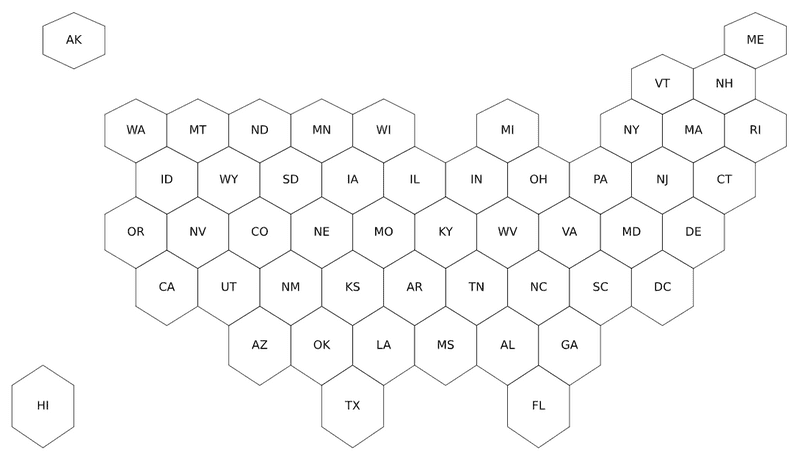 AK ME
VT NH
WA MT ND MN WI MI NY MA RI
ID WY SD IA IL IN OH PA NJ CT
OR NV CO NE MO KY WV VA MD DE
CA UT NM KS AR TN NC SC DC
AZ OK LA MS AL GA
HI TX FL